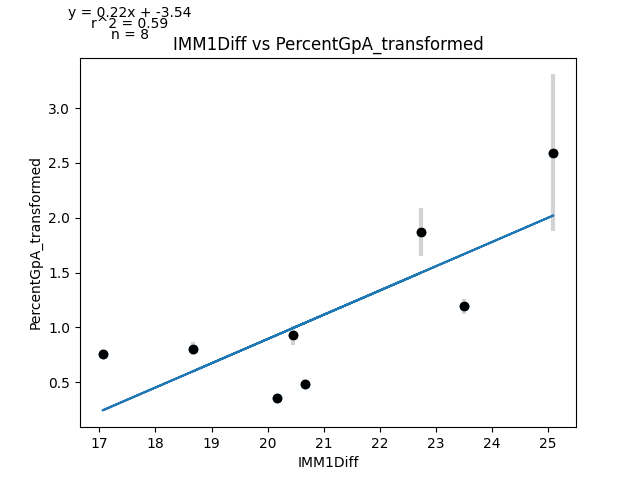 y = 0.22x + -3.54
r^2 = 0.59
n = 8
IMM1Diff vs PercentGpA_transformed
PercentGpA_transformed
3.0
2.5
2.0
1.5
1.0
0.5
17 18 19 20 21 22 23 24 25
IMM1Diff